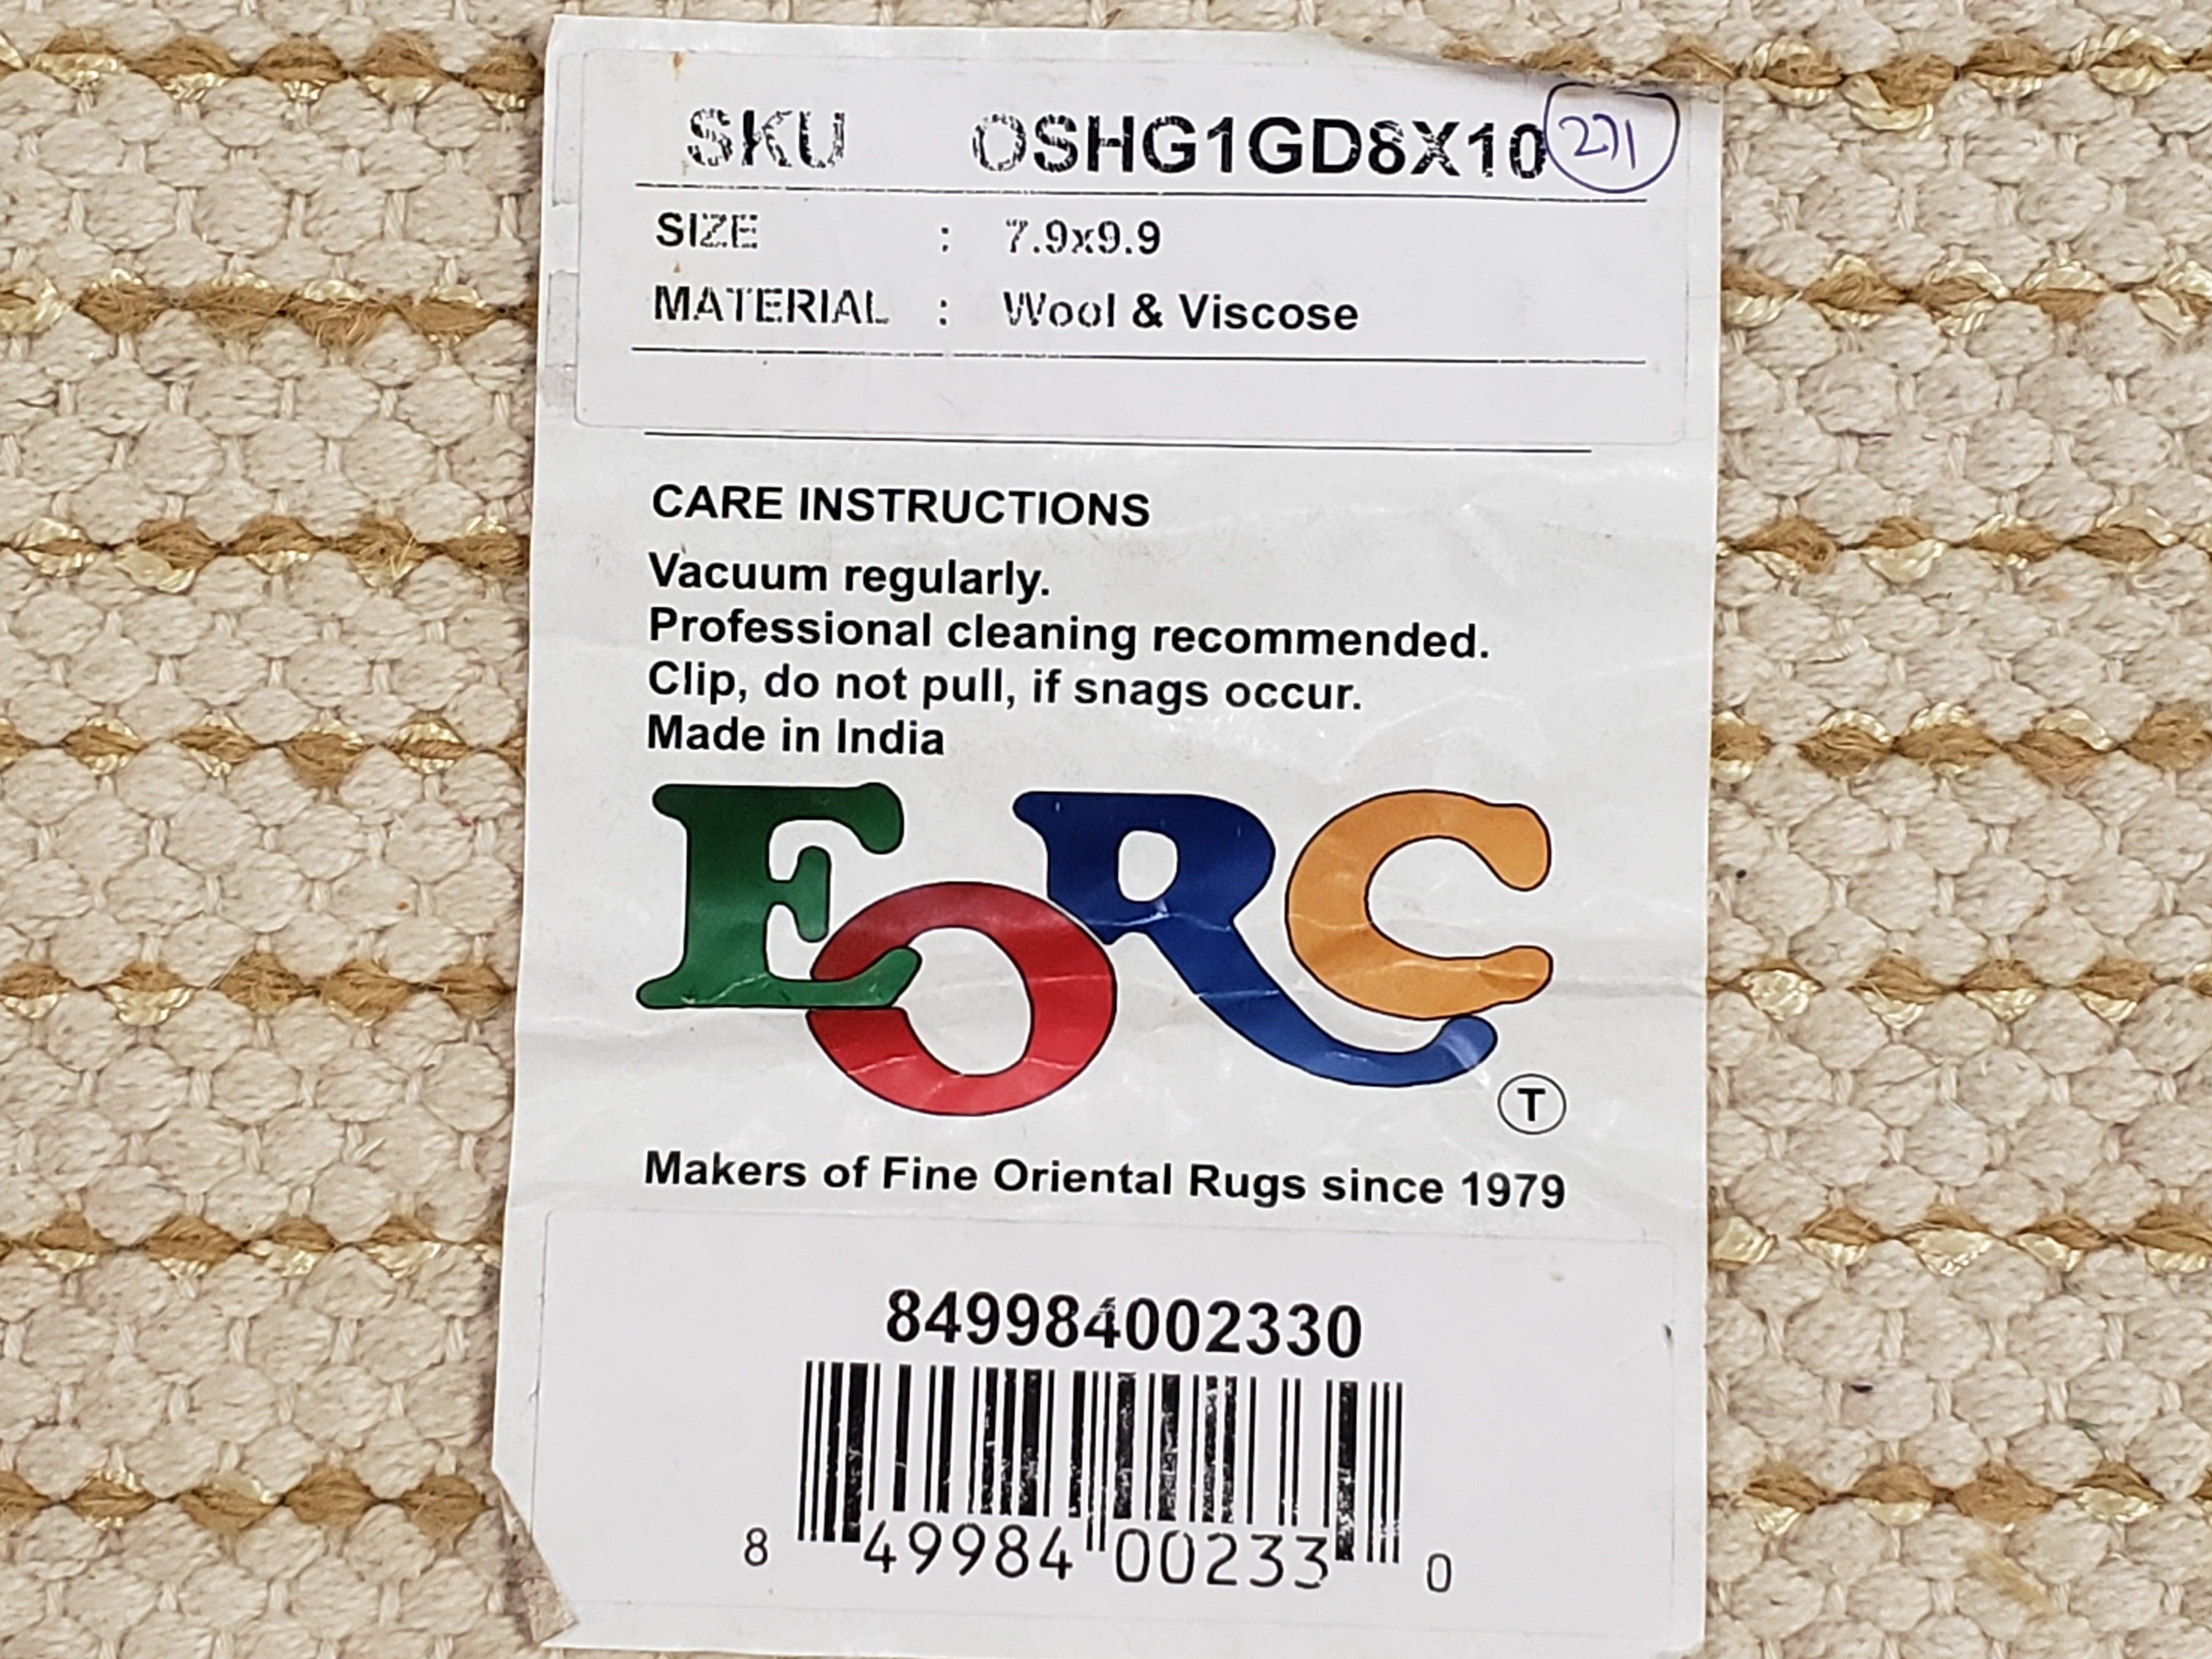 SKU OSHG1GD8X10
SIZE : 7.9x9.9
MATERIAL : Wool & Viscose
CARE INSTRUCTIONS
Vacuum regularly.
Professional cleaning recommended.
Clip, do not pull, if snags occur.
Made in India
EORC
T
Makers of Fine Oriental Rugs since 1979
849984002330
8 49984 00233 0